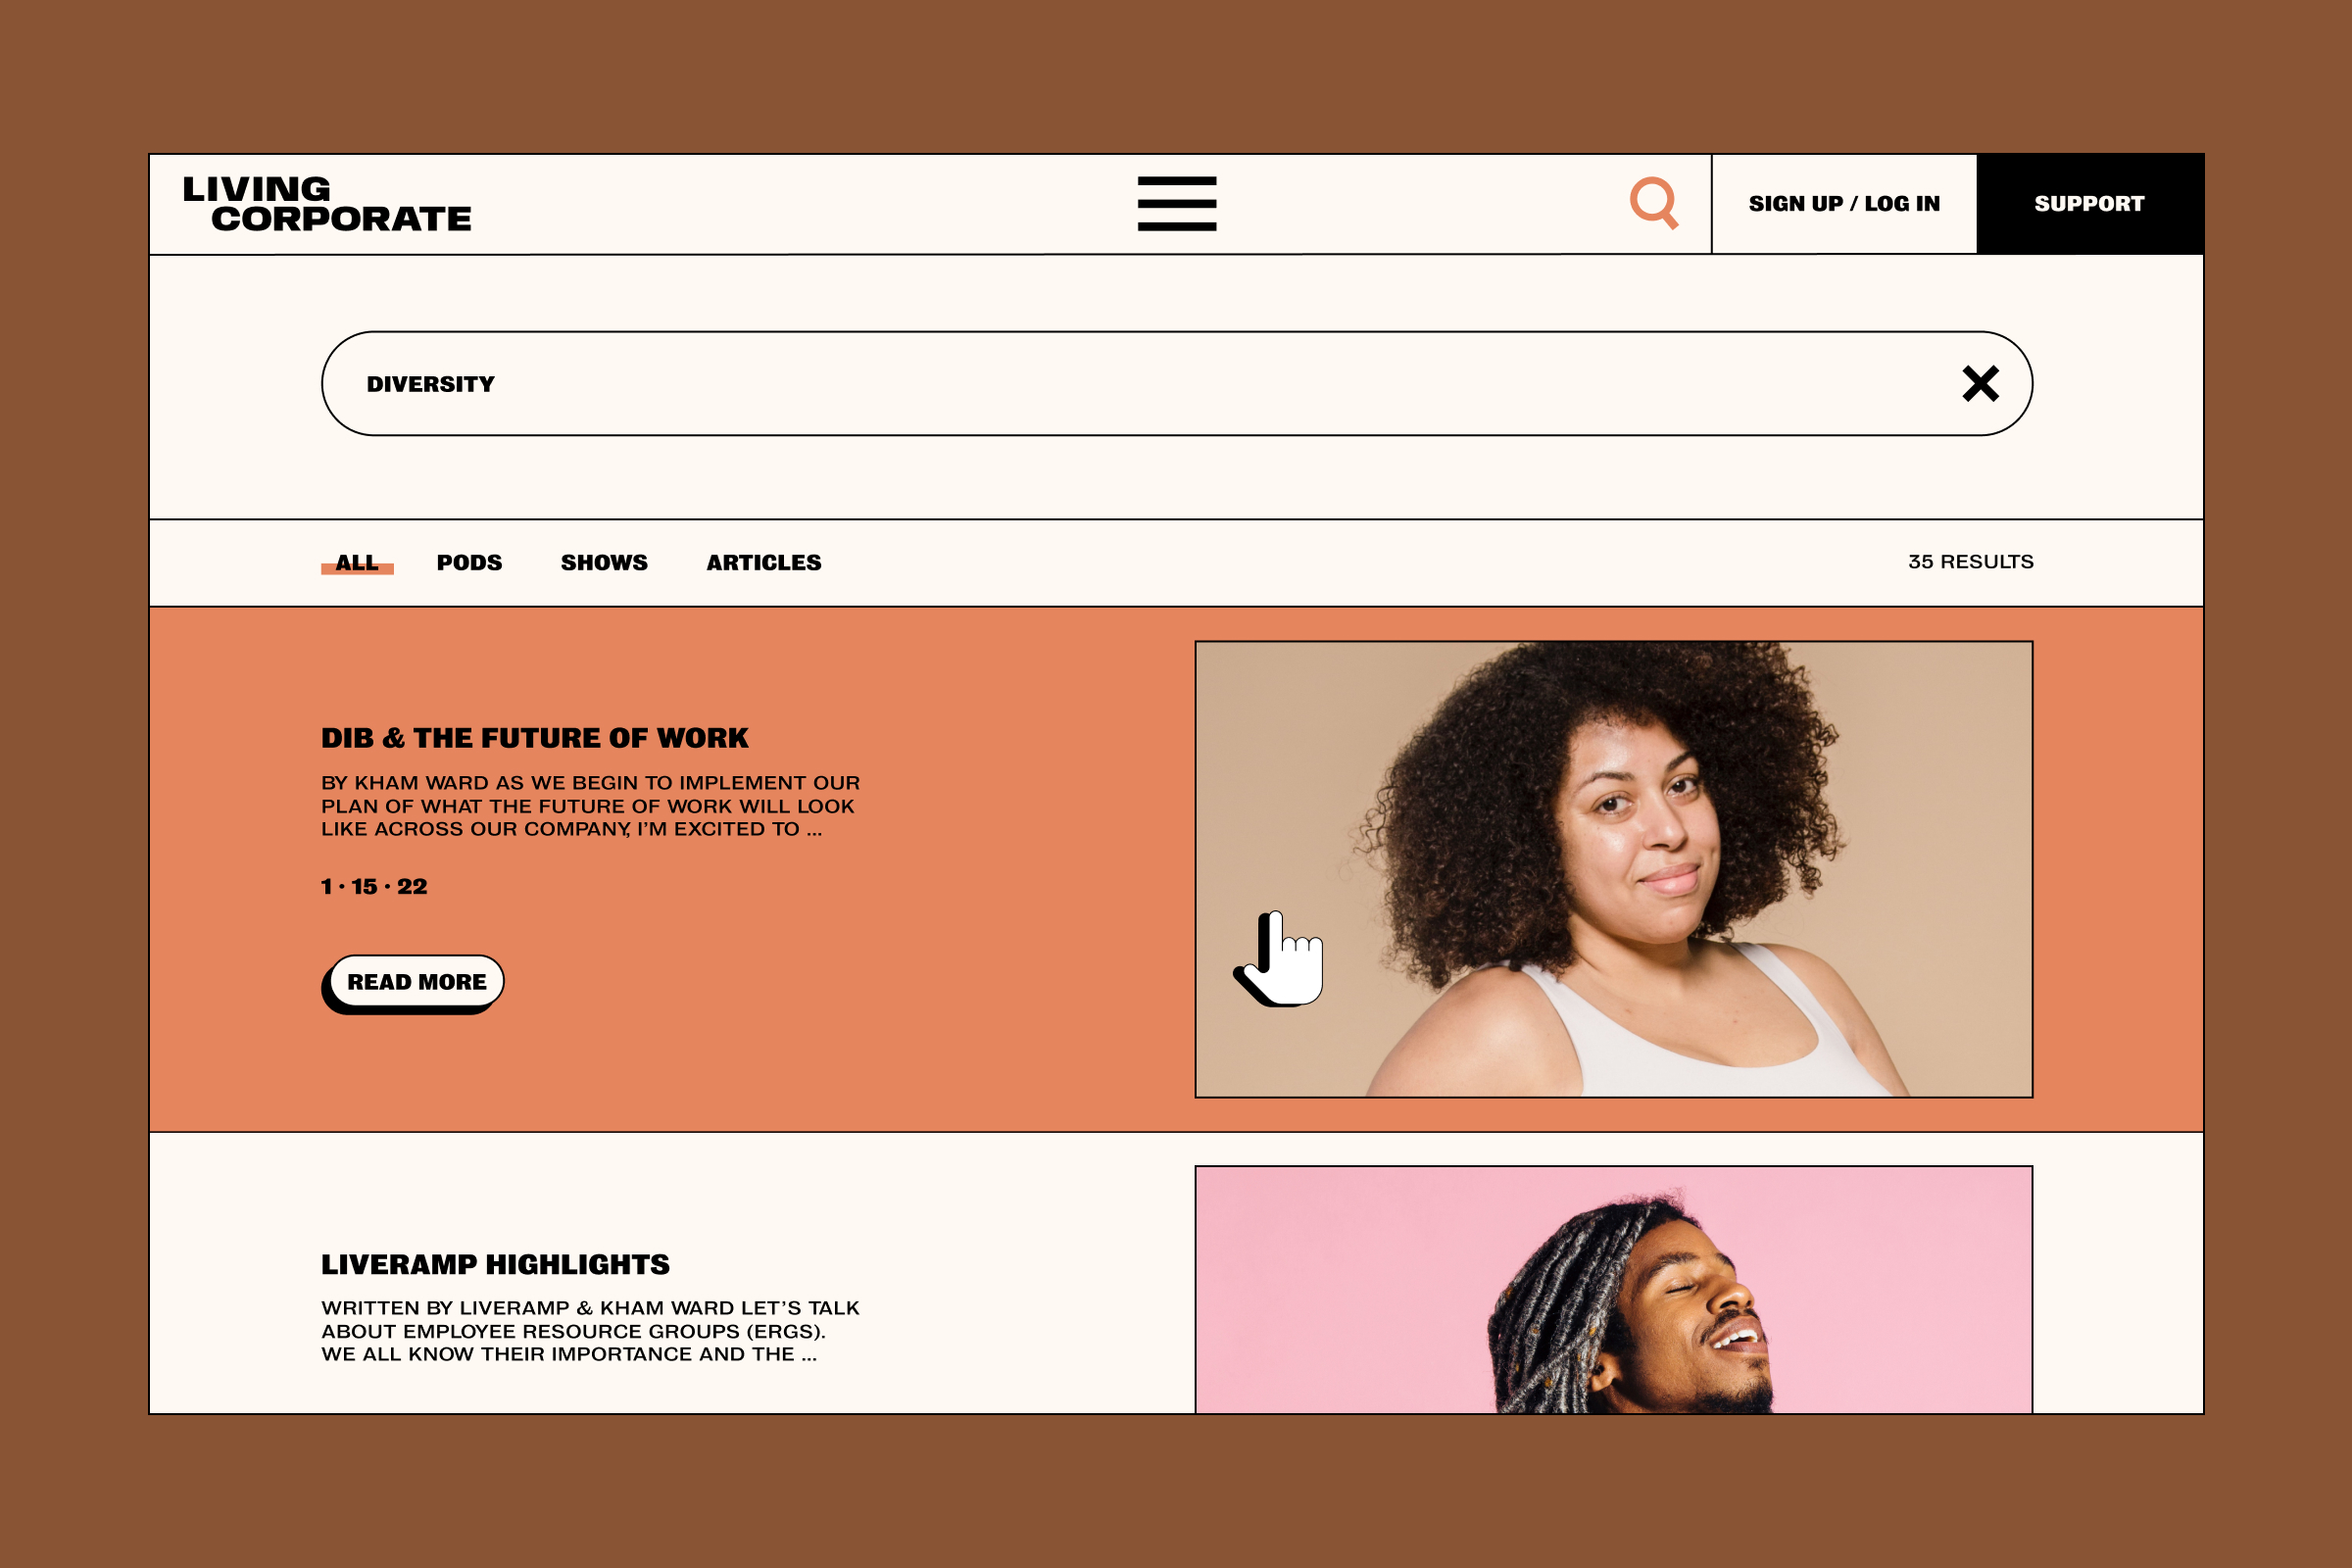 LIVING
CORPORATE
SIGN UP / LOG IN
SUPPORT
DIVERSITY
ALL
PODS
SHOWS
ARTICLES
35 RESULTS
DIB & THE FUTURE OF WORK
BY KHAM WARD AS WE BEGIN TO IMPLEMENT OUR
PLAN OF WHAT THE FUTURE OF WORK WILL LOOK
LIKE ACROSS OUR COMPANY, I'M EXCITED TO ...
1 · 15 · 22
READ MORE
LIVERAMP HIGHLIGHTS
WRITTEN BY LIVERAMP & KHAM WARD LET'S TALK
ABOUT EMPLOYEE RESOURCE GROUPS (ERGS).
WE ALL KNOW THEIR IMPORTANCE AND THE ...